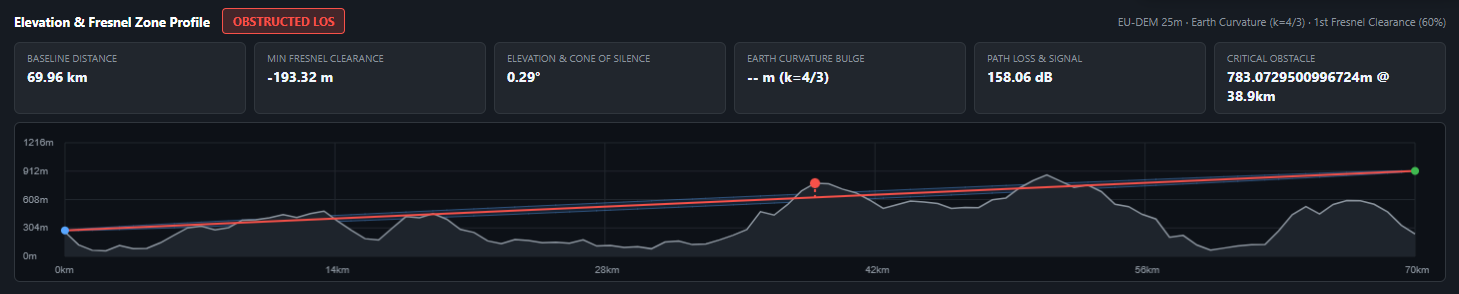 Elevation & Fresnel Zone Profile OBSTRUCTED LOS EU-DEM 25m · Earth Curvature (k=4/3) · 1st Fresnel Clearance (60%)
BASELINE DISTANCE
69.96 km
MIN FRESNEL CLEARANCE
-193.32 m
ELEVATION & CONE OF SILENCE
0.29°
EARTH CURVATURE BULGE
-- m (k=4/3)
PATH LOSS & SIGNAL
158.06 dB
CRITICAL OBSTACLE
783.0729500996724m @
38.9km
1216m
912m
608m
304m
0m
0km 14km 28km 42km 56km 70km